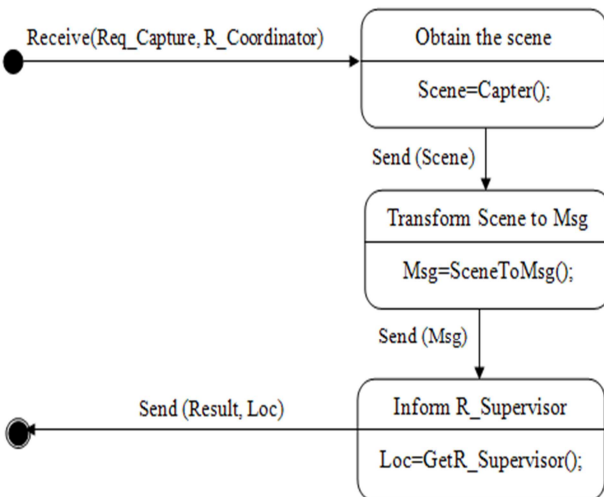 Receive(Req_Capture, R_Coordinator)
Obtain the scene
Scene=Capter();
Send (Scene)
Transform Scene to Msg
Msg=SceneToMsg();
Send (Msg)
Send (Result, Loc)
Inform R_Supervisor
Loc=GetR_Supervisor();